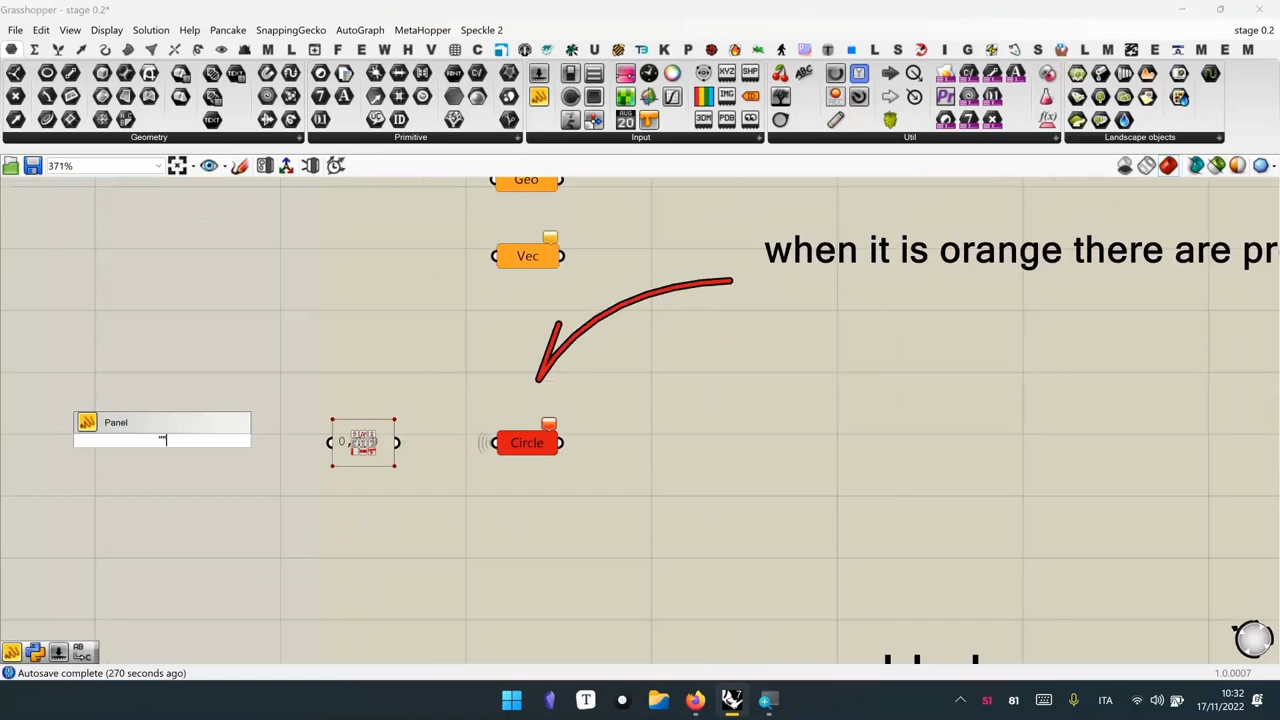 Grasshopper - stage 0.2*
File Edit View Display Solution Help Pancake SnappingGecko AutoGraph MetaHopper Speckle 2
stage 0.2
Geometry Primitive Input Util Landscape objects
371%
Geo
Vec
when it is orange there are pr
Panel
""
Circle
Autosave complete (270 seconds ago)
1.0.0007
51 81 ITA
10:32
17/11/2022